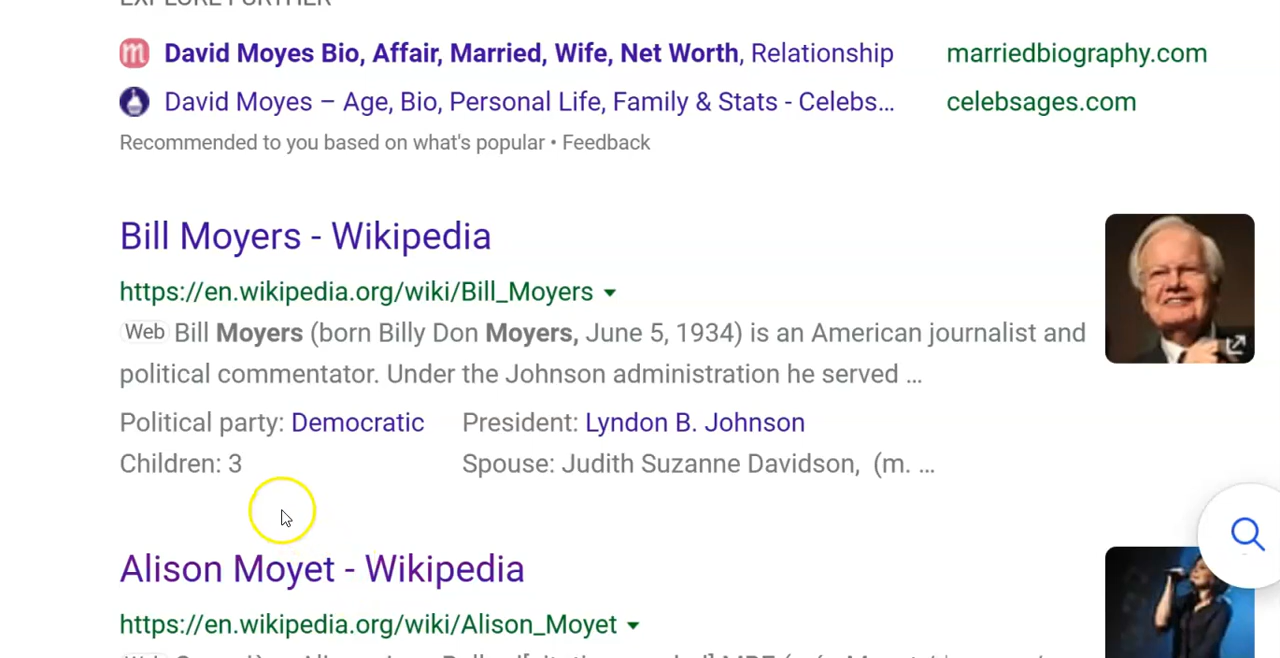 EXPLORE FURTHER
David Moyes Bio, Affair, Married, Wife, Net Worth, Relationship marriedbiography.com
David Moyes – Age, Bio, Personal Life, Family & Stats - Celebs... celebsages.com
Recommended to you based on what's popular • Feedback
Bill Moyers - Wikipedia
https://en.wikipedia.org/wiki/Bill_Moyers
Web Bill Moyers (born Billy Don Moyers, June 5, 1934) is an American journalist and
political commentator. Under the Johnson administration he served ...
Political party: Democratic President: Lyndon B. Johnson
Children: 3 Spouse: Judith Suzanne Davidson, (m. ...
Alison Moyet - Wikipedia
https://en.wikipedia.org/wiki/Alison_Moyet